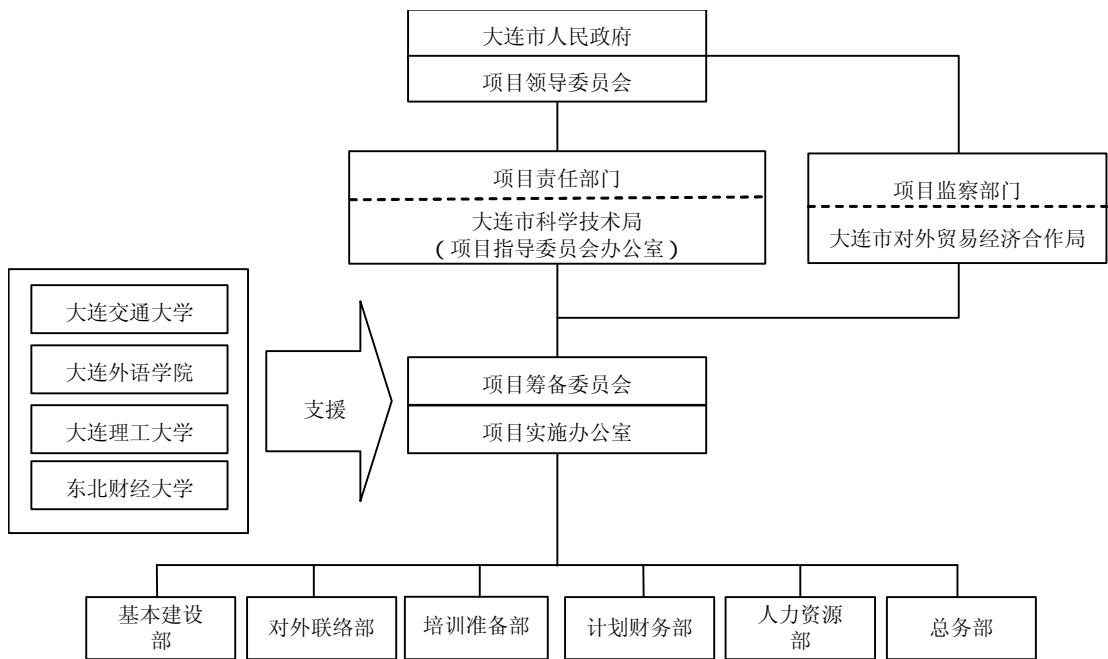 大连市人民政府
项目领导委员会
项目责任部门
大连市科学技术局
（项目指导委员会办公室）
项目监察部门
大连市对外贸易经济合作局
大连交通大学
大连外语学院
大连理工大学
东北财经大学
支援
项目筹备委员会
项目实施办公室
基本建设
部
对外联络部
培训准备部
计划财务部
人力资源
部
总务部